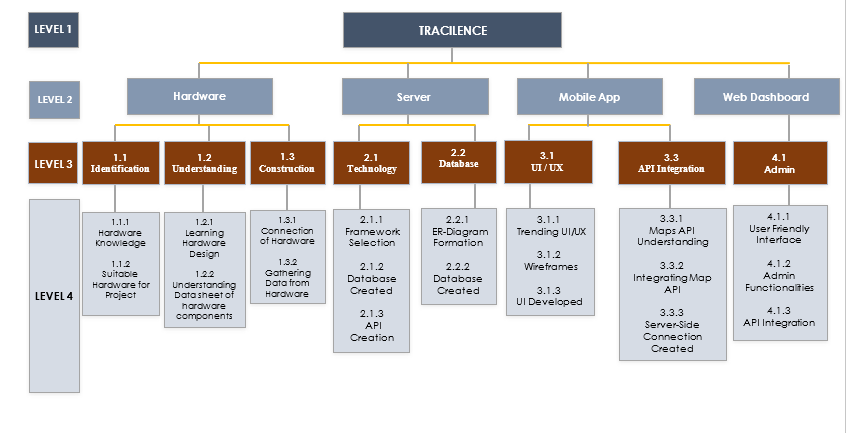 LEVEL 1
TRACILENCE
LEVEL 2
Hardware
Server
Mobile App
Web Dashboard
LEVEL 3
1.1
Identification
1.2
Understanding
1.3
Construction
2.1
Technology
2.2
Database
3.1
UI / UX
3.3
API Integration
4.1
Admin
LEVEL 4
1.1.1
Hardware
Knowledge
1.1.2
Suitable
Hardware for
Project
1.2.1
Learning
Hardware
Design
1.2.2
Understanding
Data sheet of
hardware
components
1.3.1
Connection
of Hardware
1.3.2
Gathering
Data from
Hardware
2.1.1
Framework
Selection
2.1.2
Database
Created
2.1.3
API
Creation
2.2.1
ER-Diagram
Formation
2.2.2
Database
Created
3.1.1
Trending UI/UX
3.1.2
Wireframes
3.1.3
UI Developed
3.3.1
Maps API
Understanding
3.3.2
Integrating Map
API
3.3.3
Server-Side
Connection
Created
4.1.1
User Friendly
Interface
4.1.2
Admin
Functionalities
4.1.3
API Integration